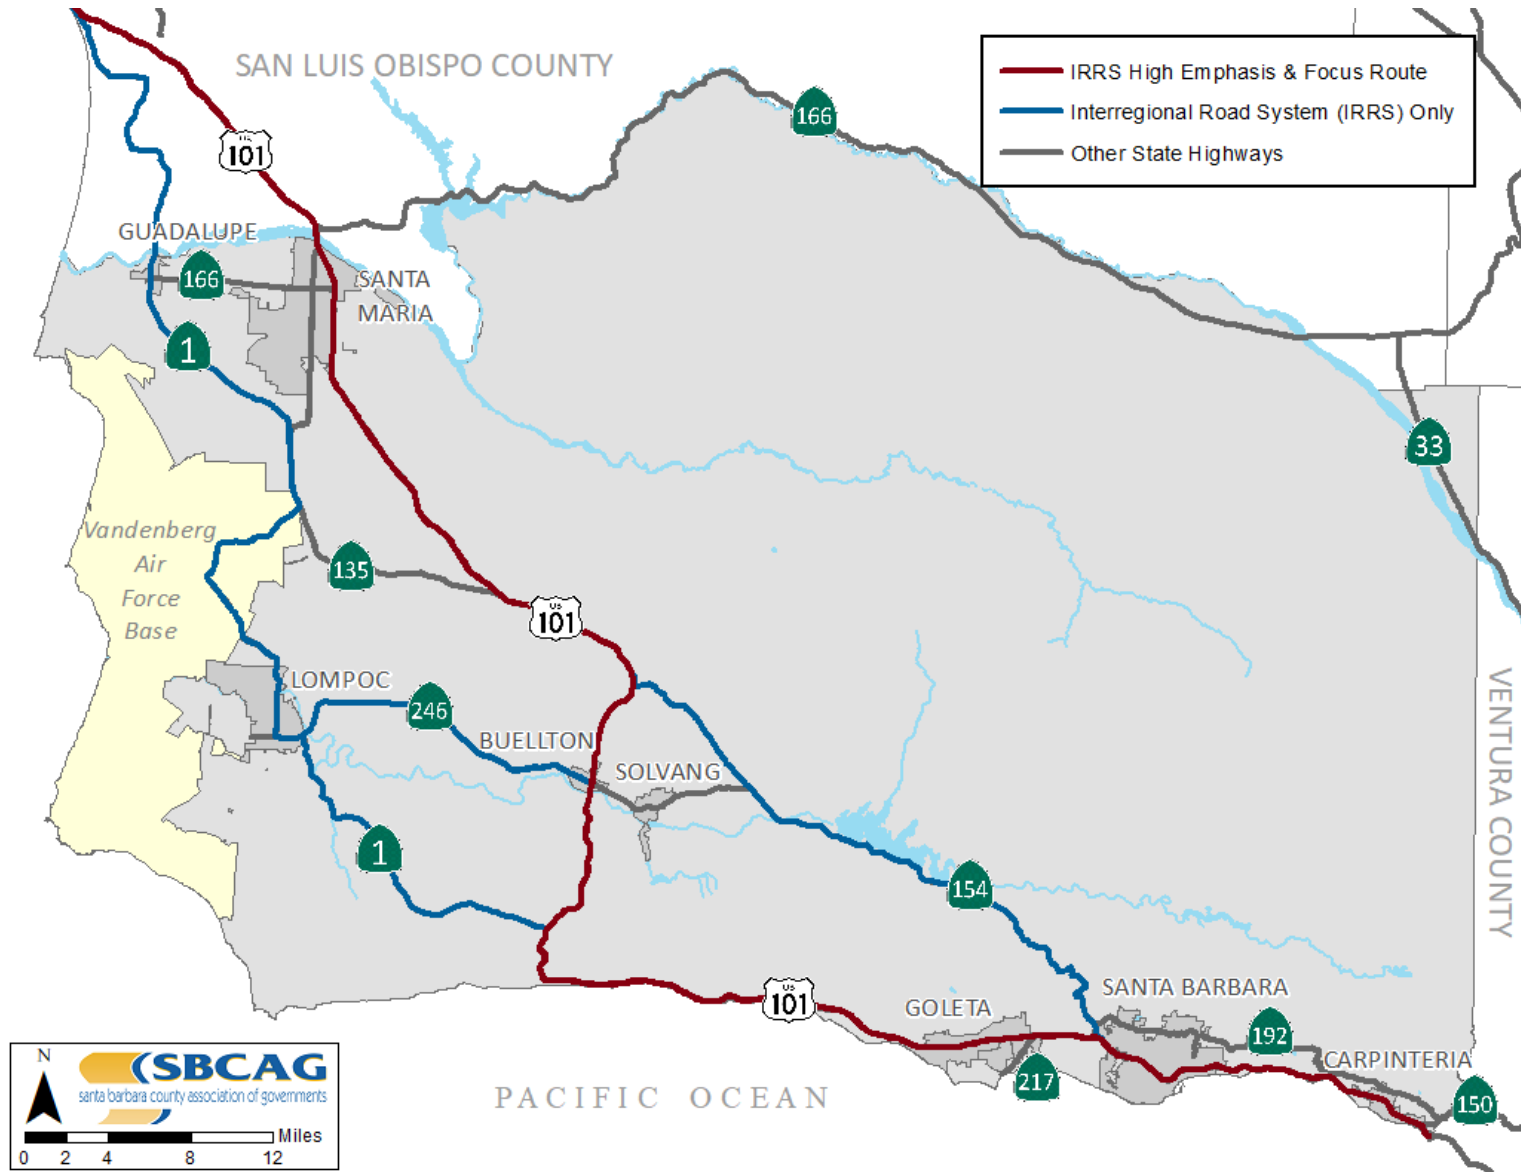 SAN LUIS OBISPO COUNTY
IRRS High Emphasis & Focus Route
Interregional Road System (IRRS) Only
Other State Highways
166
US
101
GUADALUPE
166
SANTA
MARIA
1
33
Vandenberg
Air
Force
Base
135
US
101
LOMPOC
246
BUELLTON
SOLVANG
VENTURA COUNTY
1
154
US
101
GOLETA
SANTA BARBARA
192
CARPINTERIA
217
150
PACIFIC OCEAN
N
SBCAG
santa barbara county association of governments
Miles
0 2 4 8 12